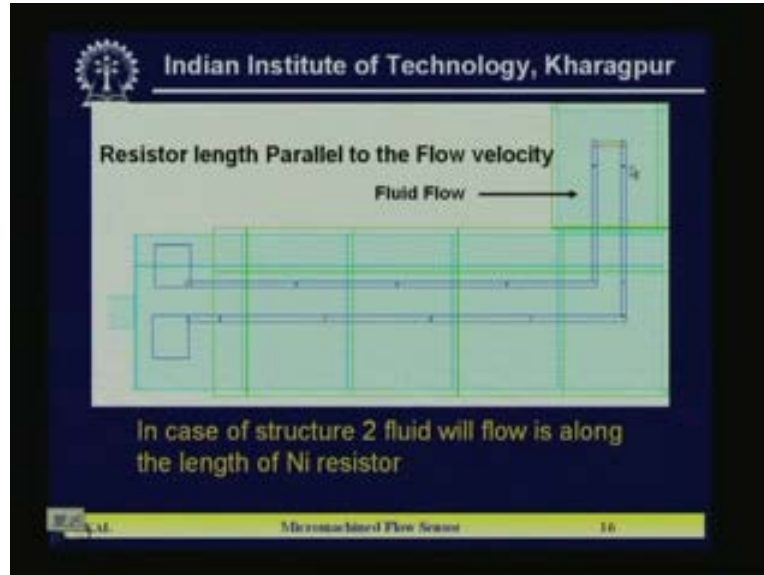 Indian Institute of Technology, Kharagpur
Resistor length Parallel to the Flow velocity
Fluid Flow
In case of structure 2 fluid will flow is along
the length of Ni resistor
KAL
Micromachined Flow Sensor
16